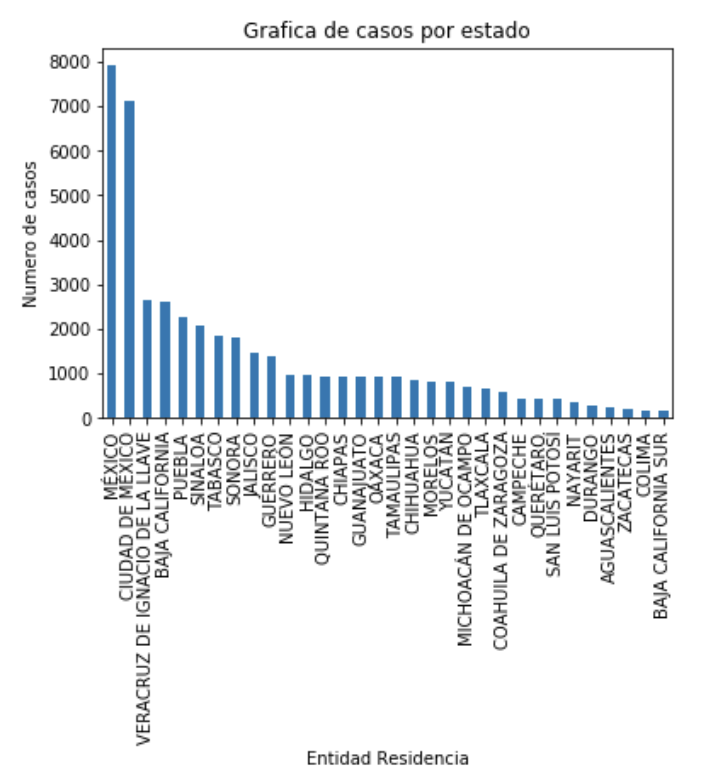 Grafica de casos por estado
Numero de casos
8000
7000
6000
5000
4000
3000
2000
1000
0
MÉXICO
CIUDAD DE MÉXICO
VERACRUZ DE IGNACIO DE LA LLAVE
BAJA CALIFORNIA
PUEBLA
SINALOA
TABASCO
SONORA
JALISCO
GUERRERO
NUEVO LEÓN
HIDALGO
QUINTANA ROO
CHIAPAS
GUANAJUATO
OAXACA
TAMAULIPAS
CHIHUAHUA
MORELOS
YUCATÁN
MICHOACÁN DE OCAMPO
TLAXCALA
COAHUILA DE ZARAGOZA
CAMPECHE
QUERÉTARO
SAN LUIS POTOSÍ
NAYARIT
DURANGO
AGUASCALIENTES
ZACATECAS
COLIMA
BAJA CALIFORNIA SUR
Entidad Residencia